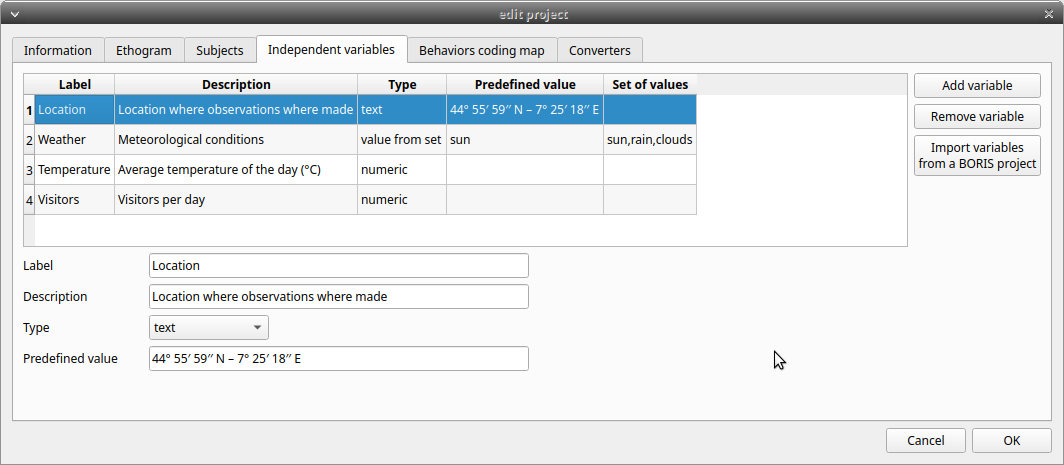 edit project
Information Ethogram Subjects Independent variables Behaviors coding map Converters
Label Description Type Predefined value Set of values
1 Location Location where observations where made text 44° 55′ 59′′ N – 7° 25′ 18′′ E
2 Weather Meteorological conditions value from set sun sun,rain,clouds
3 Temperature Average temperature of the day (°C) numeric
4 Visitors Visitors per day numeric
Add variable
Remove variable
Import variables
from a BORIS project
Label Location
Description Location where observations where made
Type text
Predefined value 44° 55′ 59′′ N – 7° 25′ 18′′ E
Cancel OK